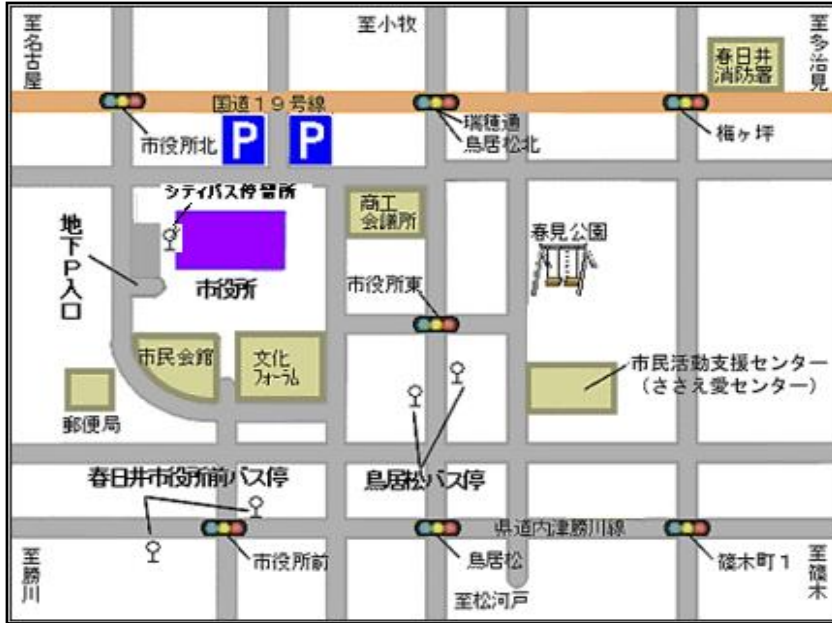 至名古屋
至小牧
至多治見
春日井
消防署
国道19号線
市役所北
P
P
瑞穂通
鳥居松北
梅ヶ坪
シティバス停留所
商工
会議所
地下P入口
春見公園
市役所
市役所東
市民会館
文化
フォーラム
市民活動支援センター
(ささえ愛センター)
郵便局
春日井市役所前バス停
鳥居松バス停
県道内津勝川線
至勝川
市役所前
鳥居松
篠木町1
至篠木
至松河戸